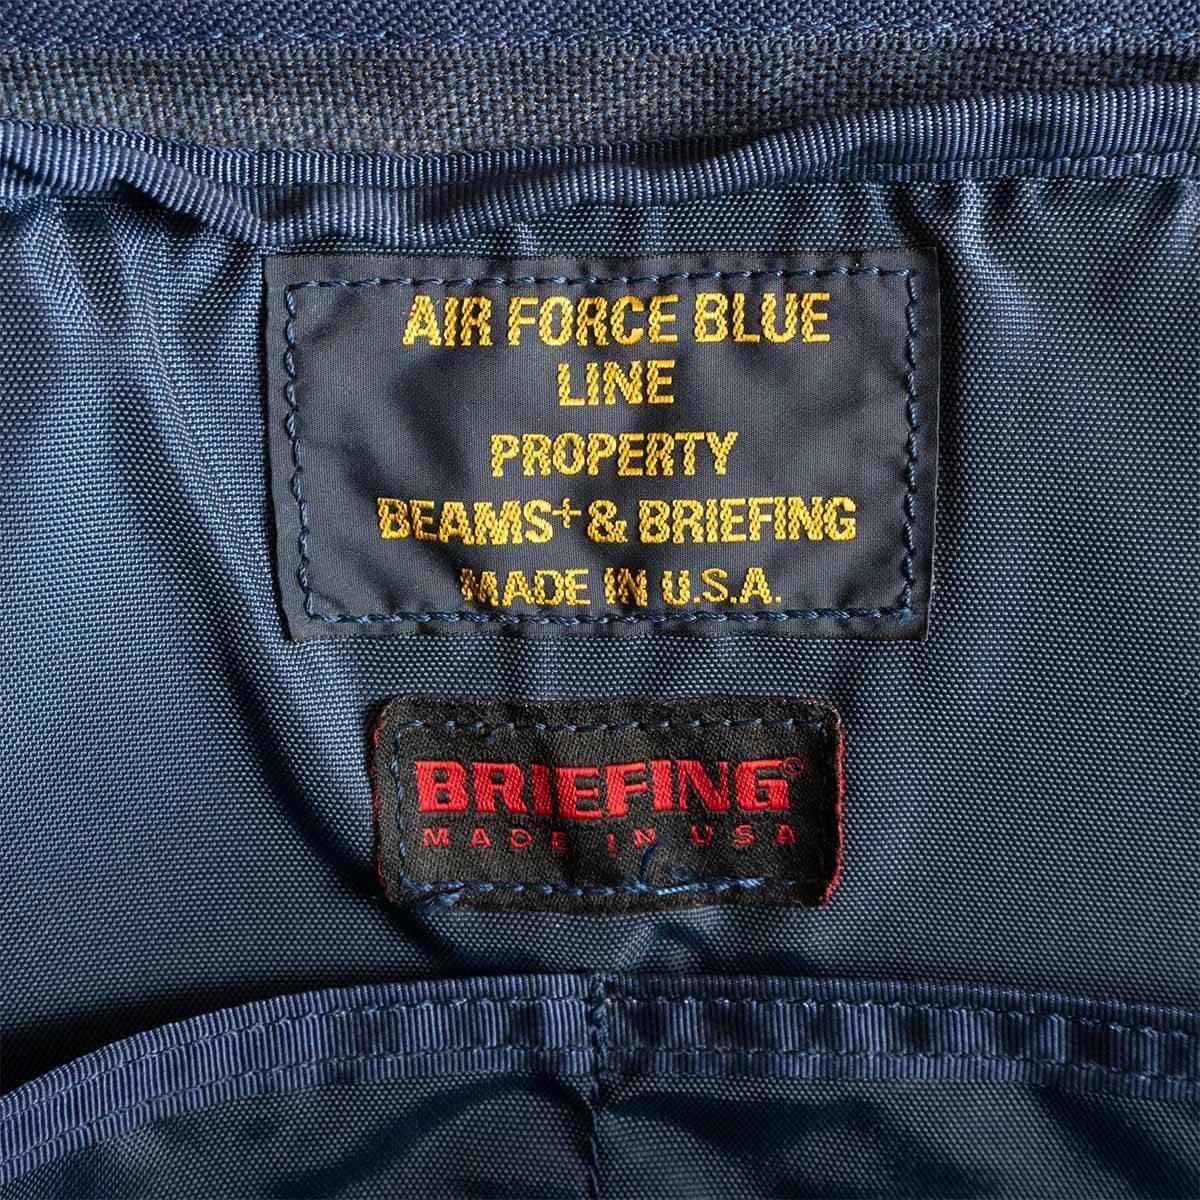 AIR FORCE BLUE
LINE
PROPERTY
BEAMS+ & BRIEFING
MADE IN U.S.A.
BRIEFING®
MADE IN USA